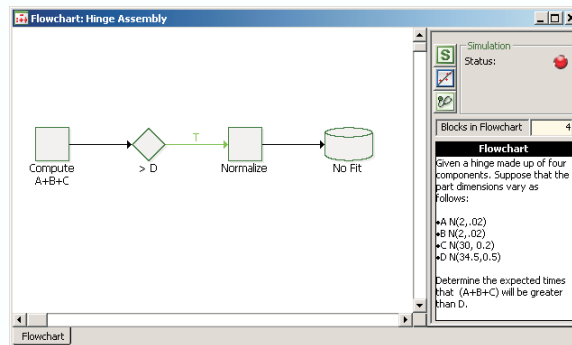 Flowchart: Hinge Assembly
Compute
A+B+C
> D
T
Normalize
No Fit
Flowchart
S
Simulation
Status:
Blocks in Flowchart 4
Flowchart
Given a hinge made up of four
components. Suppose that the
part dimensions vary as
follows:
•A N(2,.02)
•B N(2,.02)
•C N(30, 0.2)
•D N(34.5,0.5)
Determine the expected times
that (A+B+C) will be greater
than D.